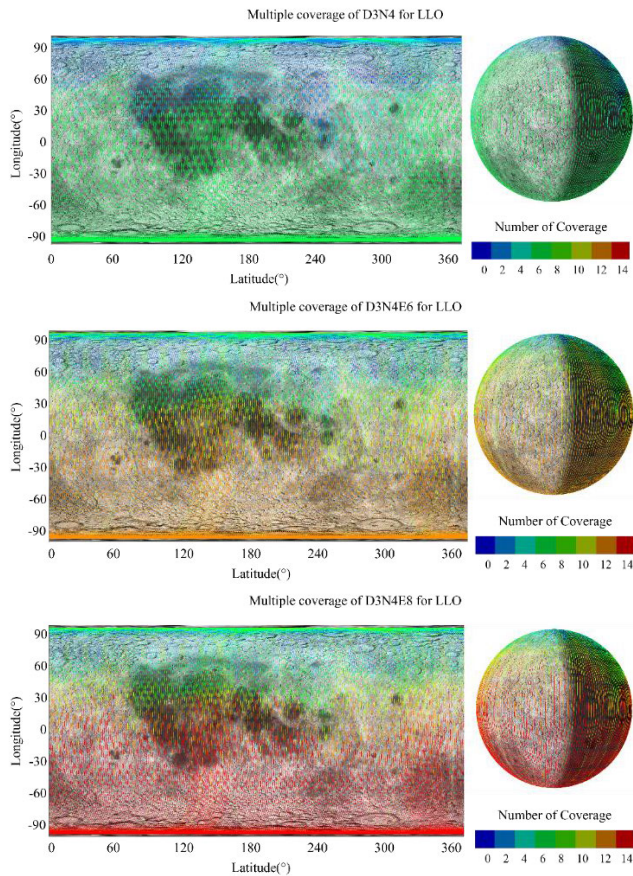 Multiple coverage of D3N4 for LLO
90
60
30
0
-30
-60
-90
Longitude(°)
0 60 120 180 240 300 360
Latitude(°)
Number of Coverage
0 2 4 6 8 10 12 14
Multiple coverage of D3N4E6 for LLO
90
60
30
0
-30
-60
-90
Longitude(°)
0 60 120 180 240 300 360
Latitude(°)
Number of Coverage
0 2 4 6 8 10 12 14
Multiple coverage of D3N4E8 for LLO
90
60
30
0
-30
-60
-100
Longitude(°)
0 60 120 180 240 300 360
Latitude(°)
Number of Coverage
0 2 4 6 8 10 12 14